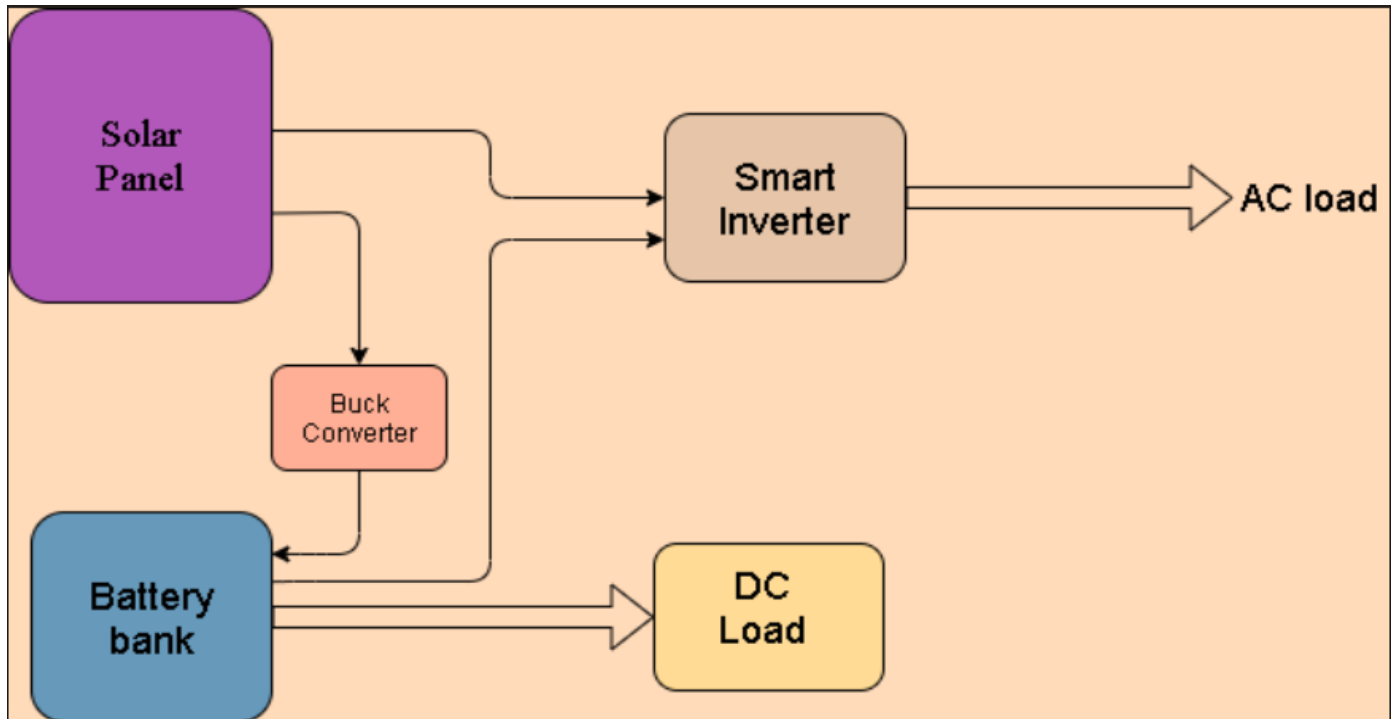 Solar
Panel
Smart
Inverter
AC load
Buck
Converter
Battery
bank
DC
Load